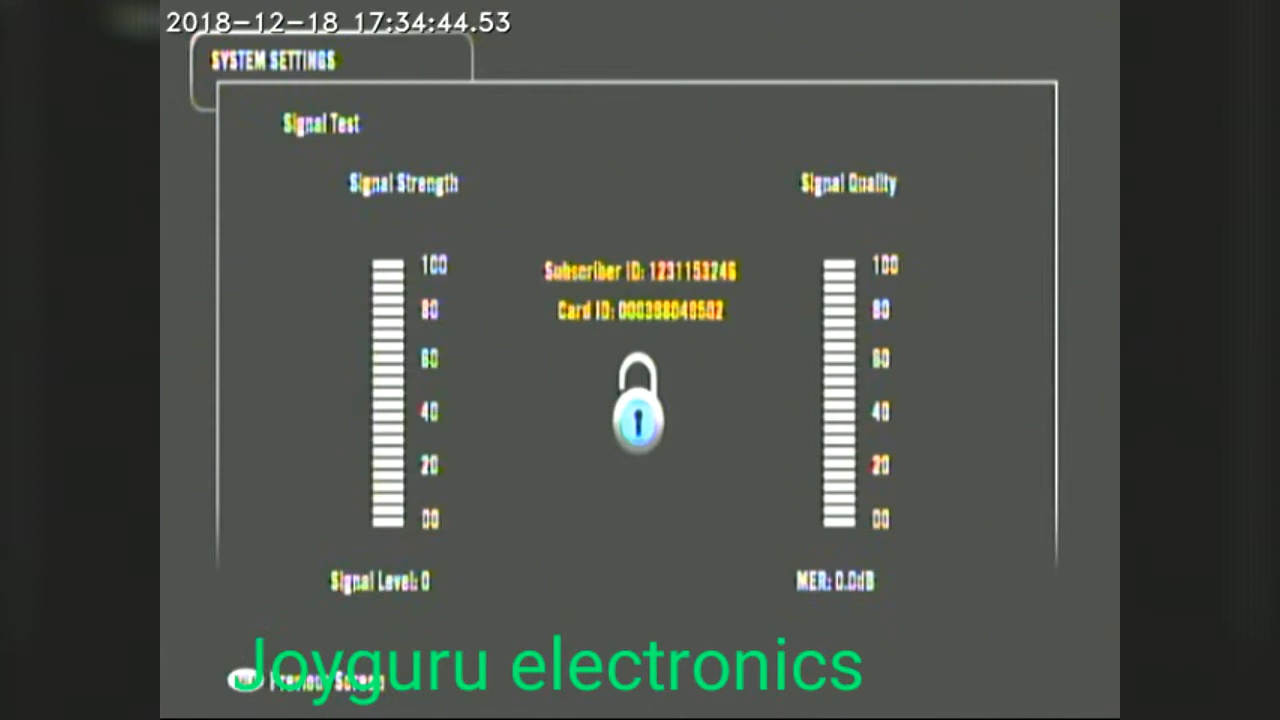 2018-12-18 17:34:44.53
SYSTEM SETTINGS
Signal Test
Signal Strength
Signal Quality
100
80
60
40
20
00
Subscriber ID: 1231153246
Card ID:
100
80
60
40
20
00
Signal Level: 0
MER: 0.0dB
Previous Screen
Joyguru electronics